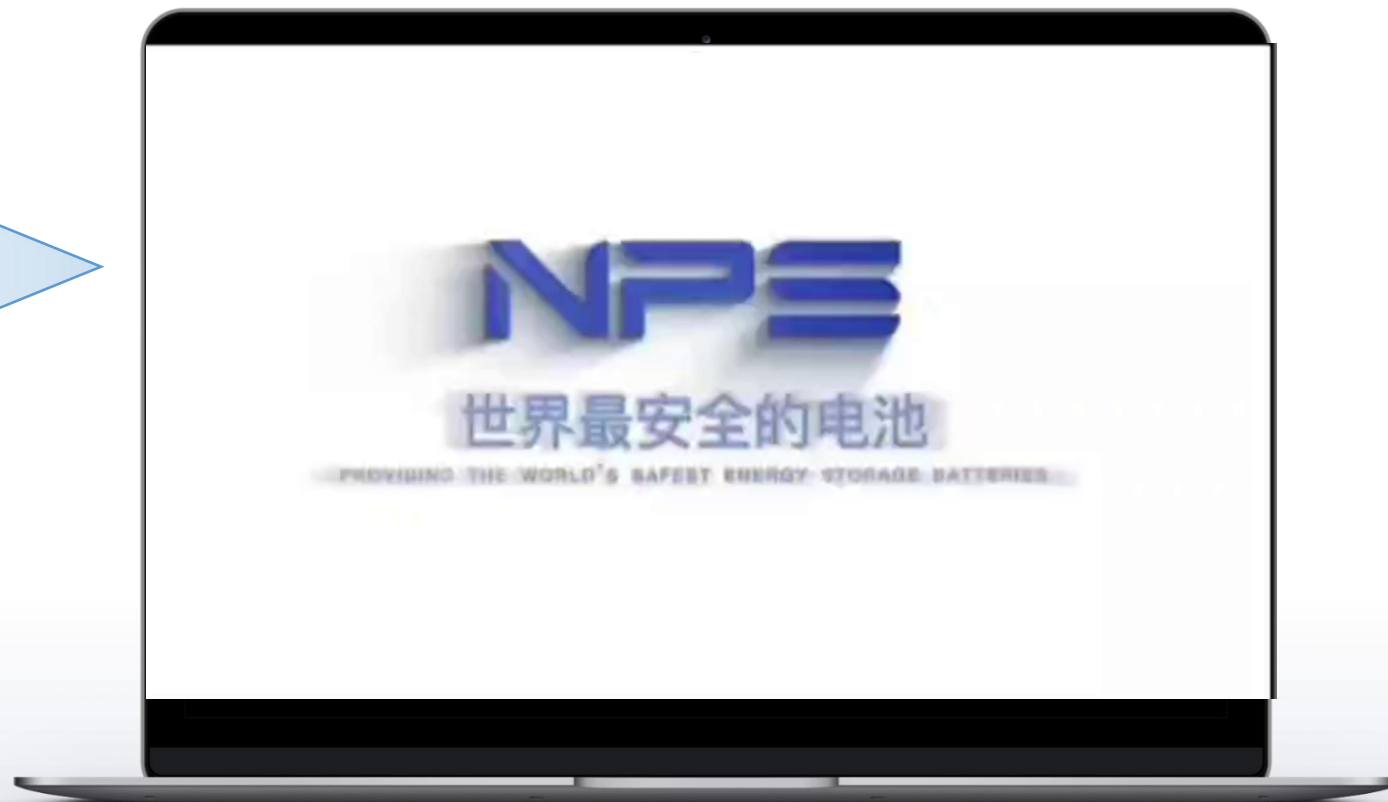 NPS
世界最安全的电池
PROVIDING THE WORLD'S SAFEST ENERGY STORAGE BATTERIES